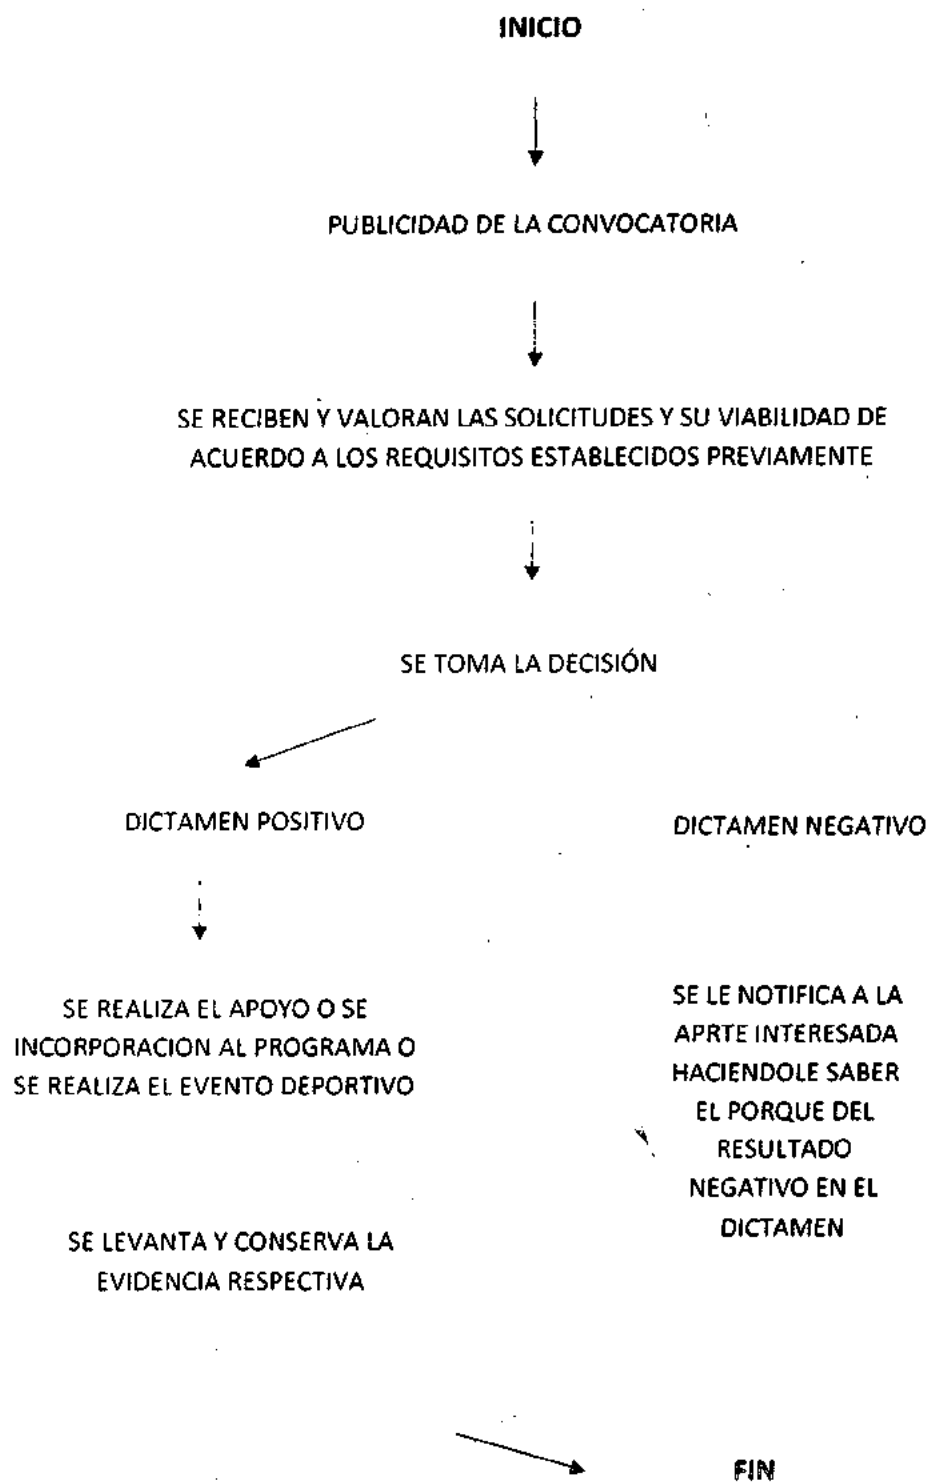 INICIO
PUBLICIDAD DE LA CONVOCATORIA
SE RECIBEN Y VALORAN LAS SOLICITUDES Y SU VIABILIDAD DE
ACUERDO A LOS REQUISITOS ESTABLECIDOS PREVIAMENTE
SE TOMA LA DECISIÓN
DICTAMEN POSITIVO
DICTAMEN NEGATIVO
SE REALIZA EL APOYO O SE
INCORPORACION AL PROGRAMA O
SE REALIZA EL EVENTO DEPORTIVO
SE LE NOTIFICA A LA
APRTE INTERESADA
HACIENDOLE SABER
EL PORQUE DEL
RESULTADO
NEGATIVO EN EL
DICTAMEN
SE LEVANTA Y CONSERVA LA
EVIDENCIA RESPECTIVA
FIN